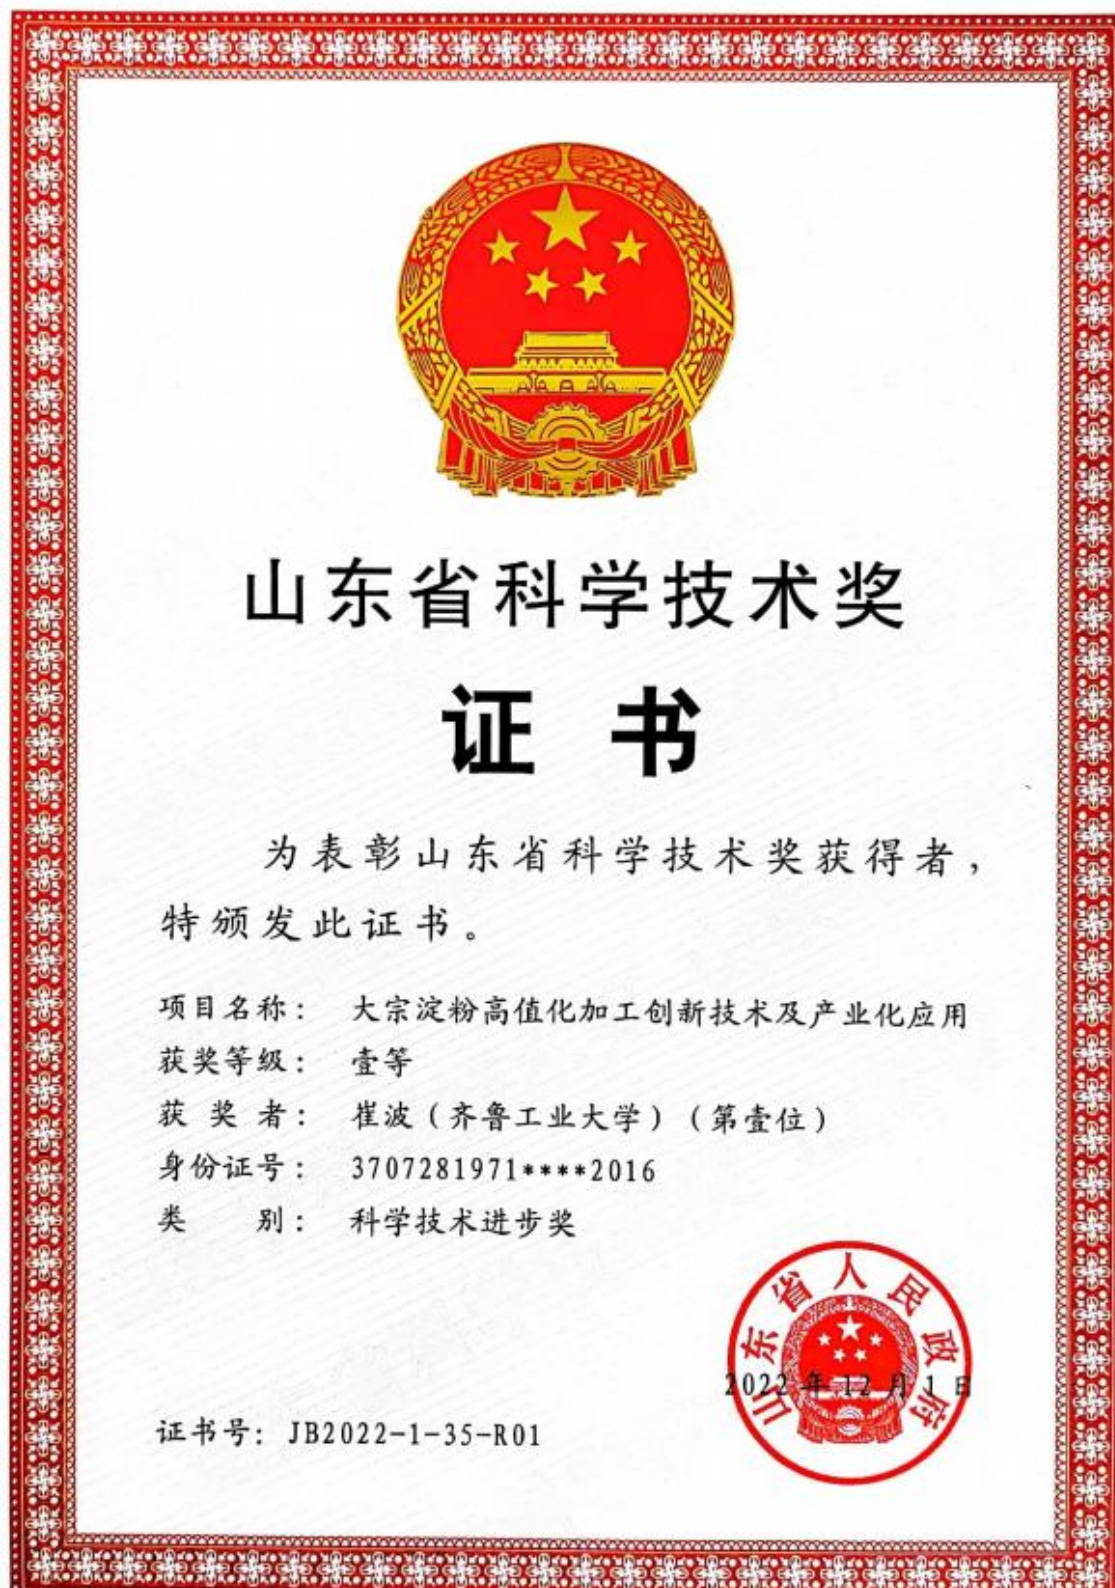 山东省科学技术奖
证书
为表彰山东省科学技术奖获得者，
特颁发此证书。
项目名称： 大宗淀粉高值化加工创新技术及产业化应用
获奖等级： 壹等
获奖者： 崔波（齐鲁工业大学）（第壹位）
身份证号： 3707281971****2016
类别： 科学技术进步奖
山东省人民政府
2022年12月1日
证书号：JB2022-1-35-R01